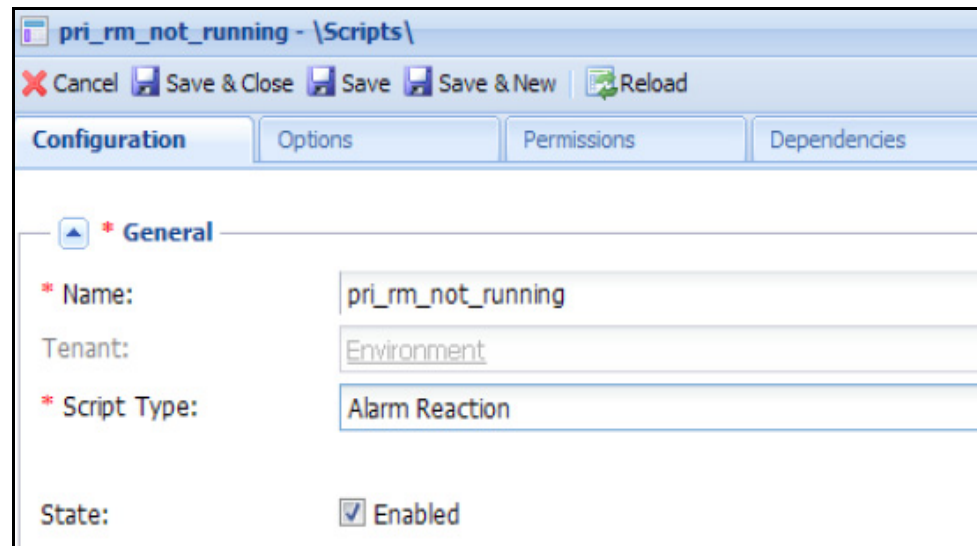 pri_rm_not_running - \Scripts\
Cancel Save & Close Save Save & New Reload
Configuration Options Permissions Dependencies
* General
* Name: pri_rm_not_running
Tenant: Environment
* Script Type: Alarm Reaction
State: Enabled